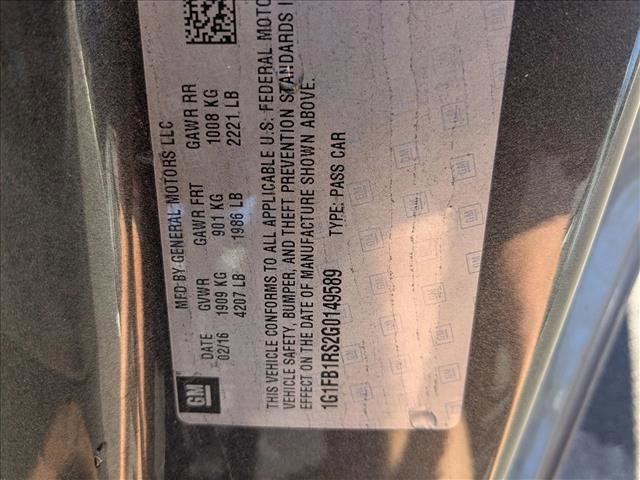 MFD BY GENERAL MOTORS LLC
DATE GVWR GAWR FRT GAWR RR
02/16 1909 KG 901 KG 1008 KG
4207 LB 1986 LB 2221 LB
GM
THIS VEHICLE CONFORMS TO ALL APPLICABLE U.S. FEDERAL
VEHICLE SAFETY, BUMPER, AND THEFT PREVENTION STANDARDS
EFFECT ON THE DATE OF MANUFACTURE SHOWN ABOVE.
1G1FB1RS2G0149589 TYPE: PASS CAR